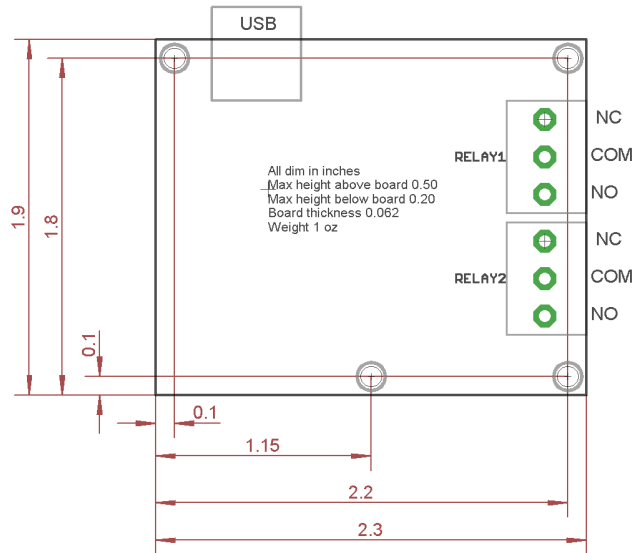 USB
NC
RELAY1
COM
NO
All dim in inches
Max height above board 0.50
Max height below board 0.20
Board thickness 0.062
Weight 1 oz
1.9
1.8
NC
RELAY2
COM
NO
0.1
0.1
1.15
2.2
2.3